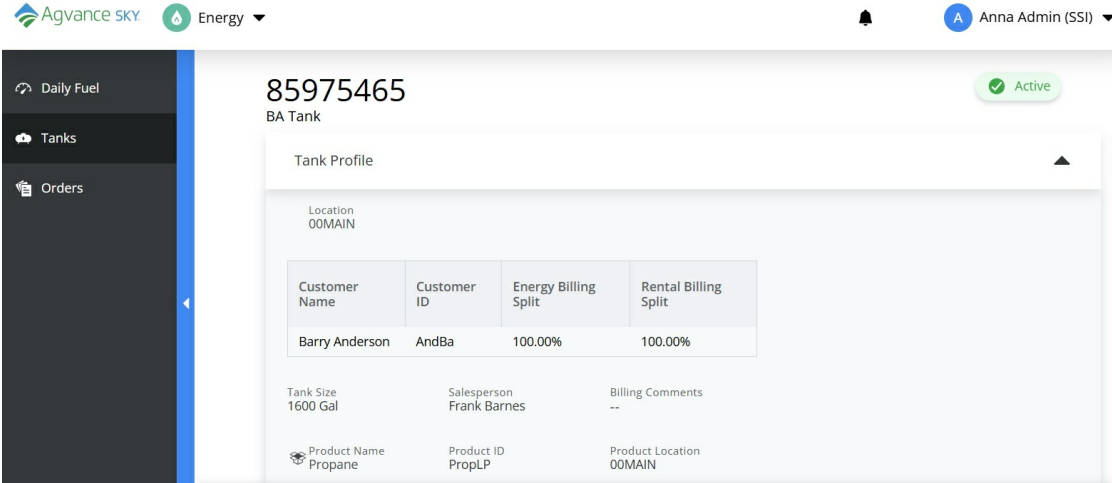 Agvance SKY Energy A Anna Admin (SSI)
Daily Fuel
Tanks
Orders
85975465
Active
BA Tank
Tank Profile
Location
00MAIN
Customer Name Customer ID Energy Billing Split Rental Billing Split
Barry Anderson AndBa 100.00% 100.00%
Tank Size Salesperson Billing Comments
1600 Gal Frank Barnes --
Product Name Product ID Product Location
Propane PropLP 00MAIN